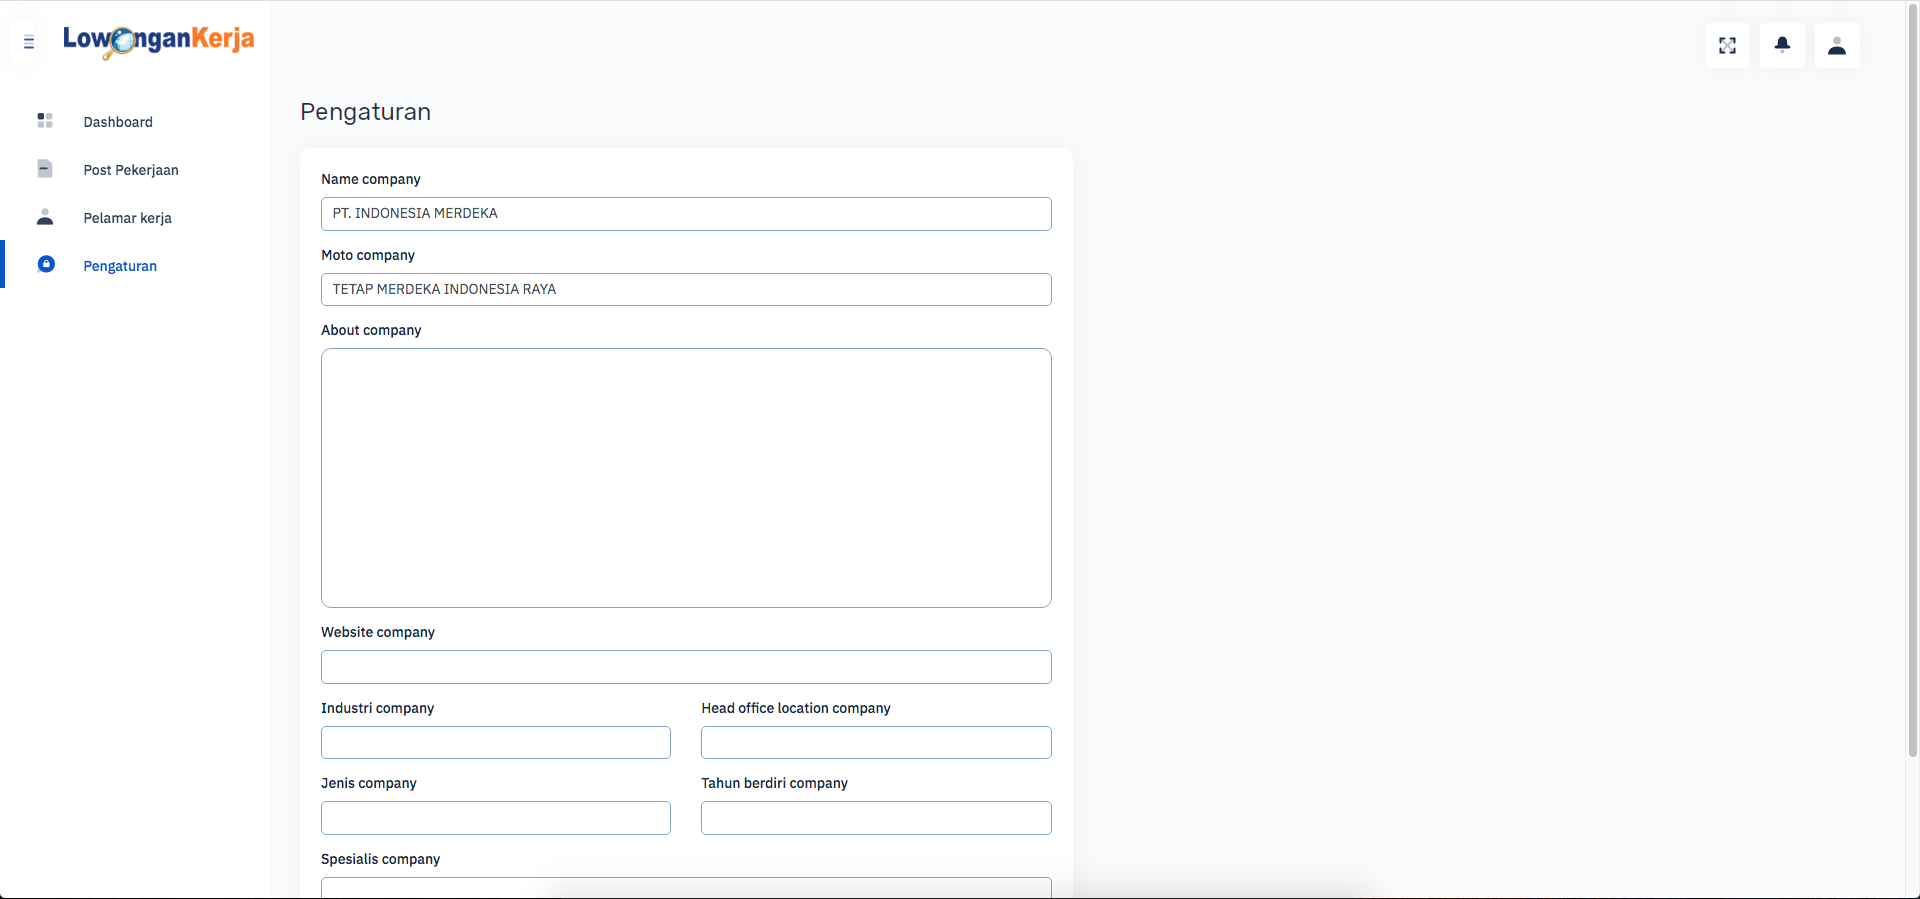 LowonganKerja
Dashboard
Post Pekerjaan
Pelamar kerja
Pengaturan
Pengaturan
Name company
PT. INDONESIA MERDEKA
Moto company
TETAP MERDEKA INDONESIA RAYA
About company
Website company
Industri company
Head office location company
Jenis company
Tahun berdiri company
Spesialis company